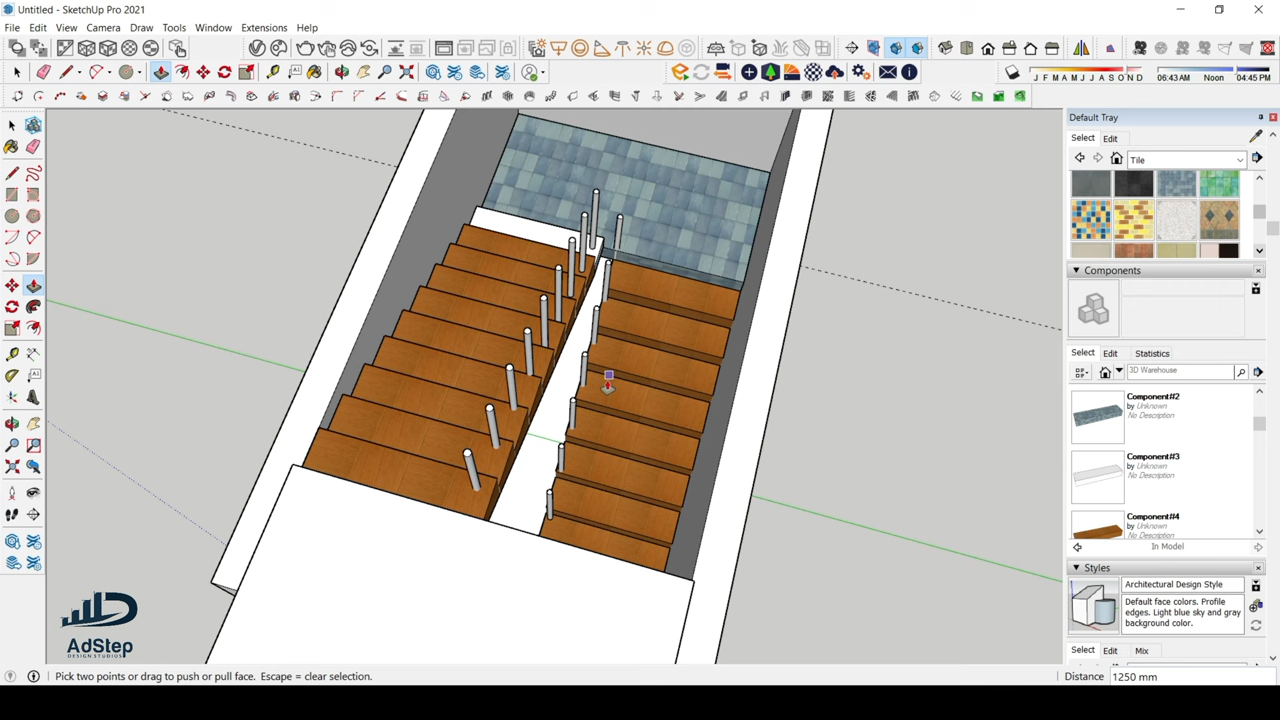 Untitled - SketchUp Pro 2021
File Edit View Camera Draw Tools Window Extensions Help
J F M A M J J A S O N D
06:43 AM Noon 04:45 PM
Default Tray
Select Edit
Tile
Components
Select Edit Statistics
3D Warehouse
Component#2
by Unknown
No Description
Component#3
by Unknown
No Description
Component#4
by Unknown
No Description
In Model
Styles
Architectural Design Style
Default face colors. Profile
edges. Light blue sky and gray
background color.
Select Edit Mix
AdStep
DESIGN STUDIOS
Pick two points or drag to push or pull face. Escape = clear selection.
Distance 1250 mm